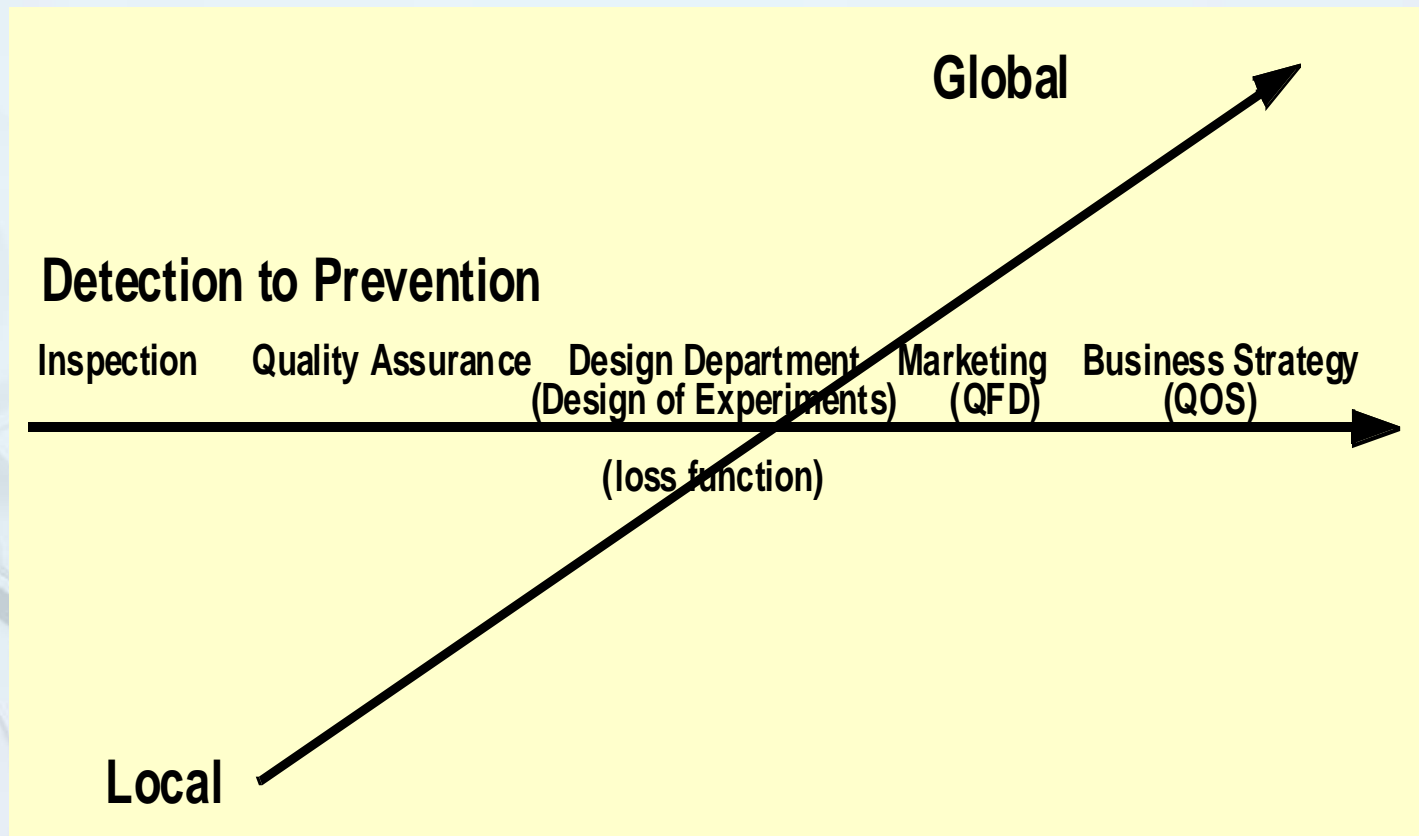 Global
Detection to Prevention
Inspection Quality Assurance Design Department Marketing Business Strategy
(Design of Experiments) (QFD) (QOS)
(loss function)
Local